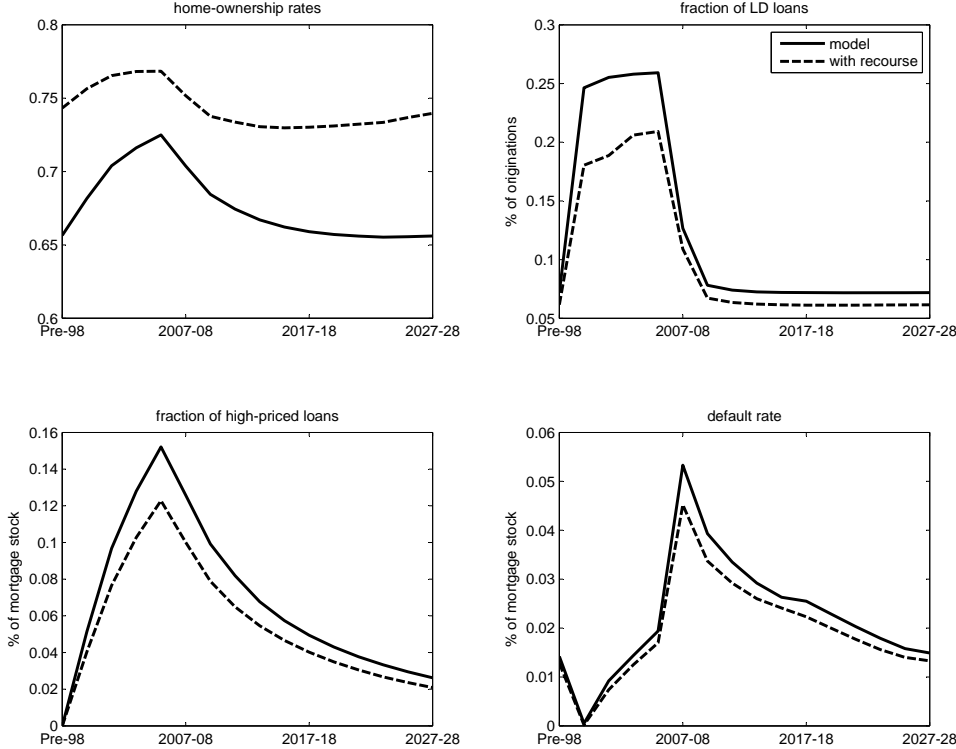 home-ownership rates
0.8
0.75
0.7
0.65
0.6
Pre-98 2007-08 2017-18 2027-28
fraction of LD loans
model
with recourse
% of originations
0.3
0.25
0.2
0.15
0.1
0.05
Pre-98 2007-08 2017-18 2027-28
fraction of high-priced loans
% of mortgage stock
0.16
0.14
0.12
0.1
0.08
0.06
0.04
0.02
0
Pre-98 2007-08 2017-18 2027-28
default rate
% of mortgage stock
0.06
0.05
0.04
0.03
0.02
0.01
0
Pre-98 2007-08 2017-18 2027-28